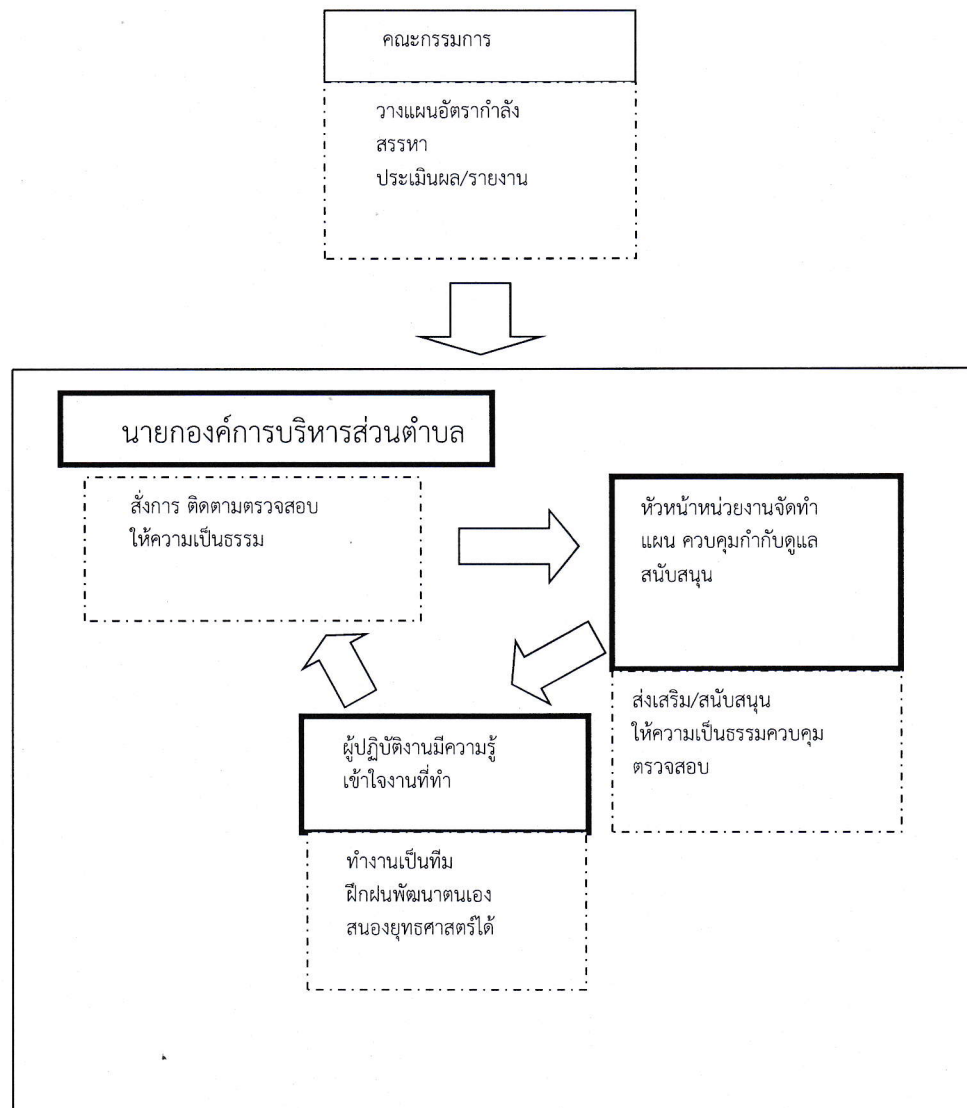 คณะกรรมการ
วางแผนอัตรากำลัง
สรรหา
ประเมินผล/รายงาน
นายกองค์การบริหารส่วนตำบล
สั่งการ ติดตามตรวจสอบ
ให้ความเป็นธรรม
หัวหน้าหน่วยงานจัดทำ
แผน ควบคุมกำกับดูแล
สนับสนุน
ส่งเสริม/สนับสนุน
ให้ความเป็นธรรมควบคุม
ตรวจสอบ
ผู้ปฏิบัติงานมีความรู้
เข้าใจงานที่ทำ
ทำงานเป็นทีม
ฝึกฝนพัฒนาตนเอง
สนองยุทธศาสตร์ได้